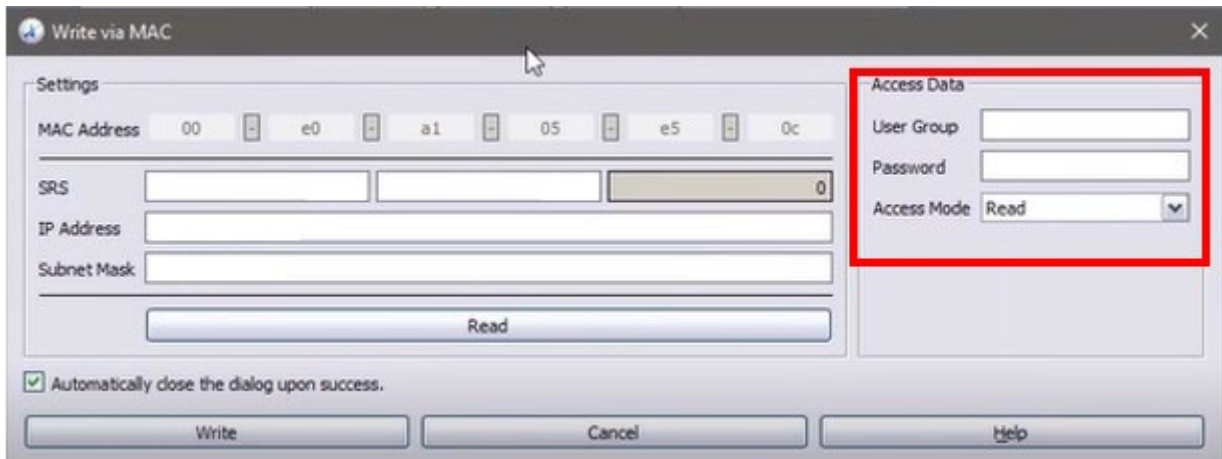 Write via MAC
Settings
MAC Address 00 - e0 - a1 - 05 - e5 - 0c
SRS 0
IP Address
Subnet Mask
Read
Access Data
User Group
Password
Access Mode Read
Automatically close the dialog upon success.
Write Cancel Help